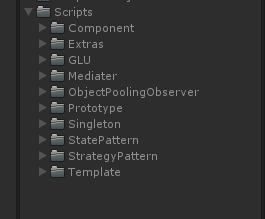 Scripts
Component
Extras
GLU
Mediater
ObjectPoolingObserver
Prototype
Singleton
StatePattern
StrategyPattern
Template